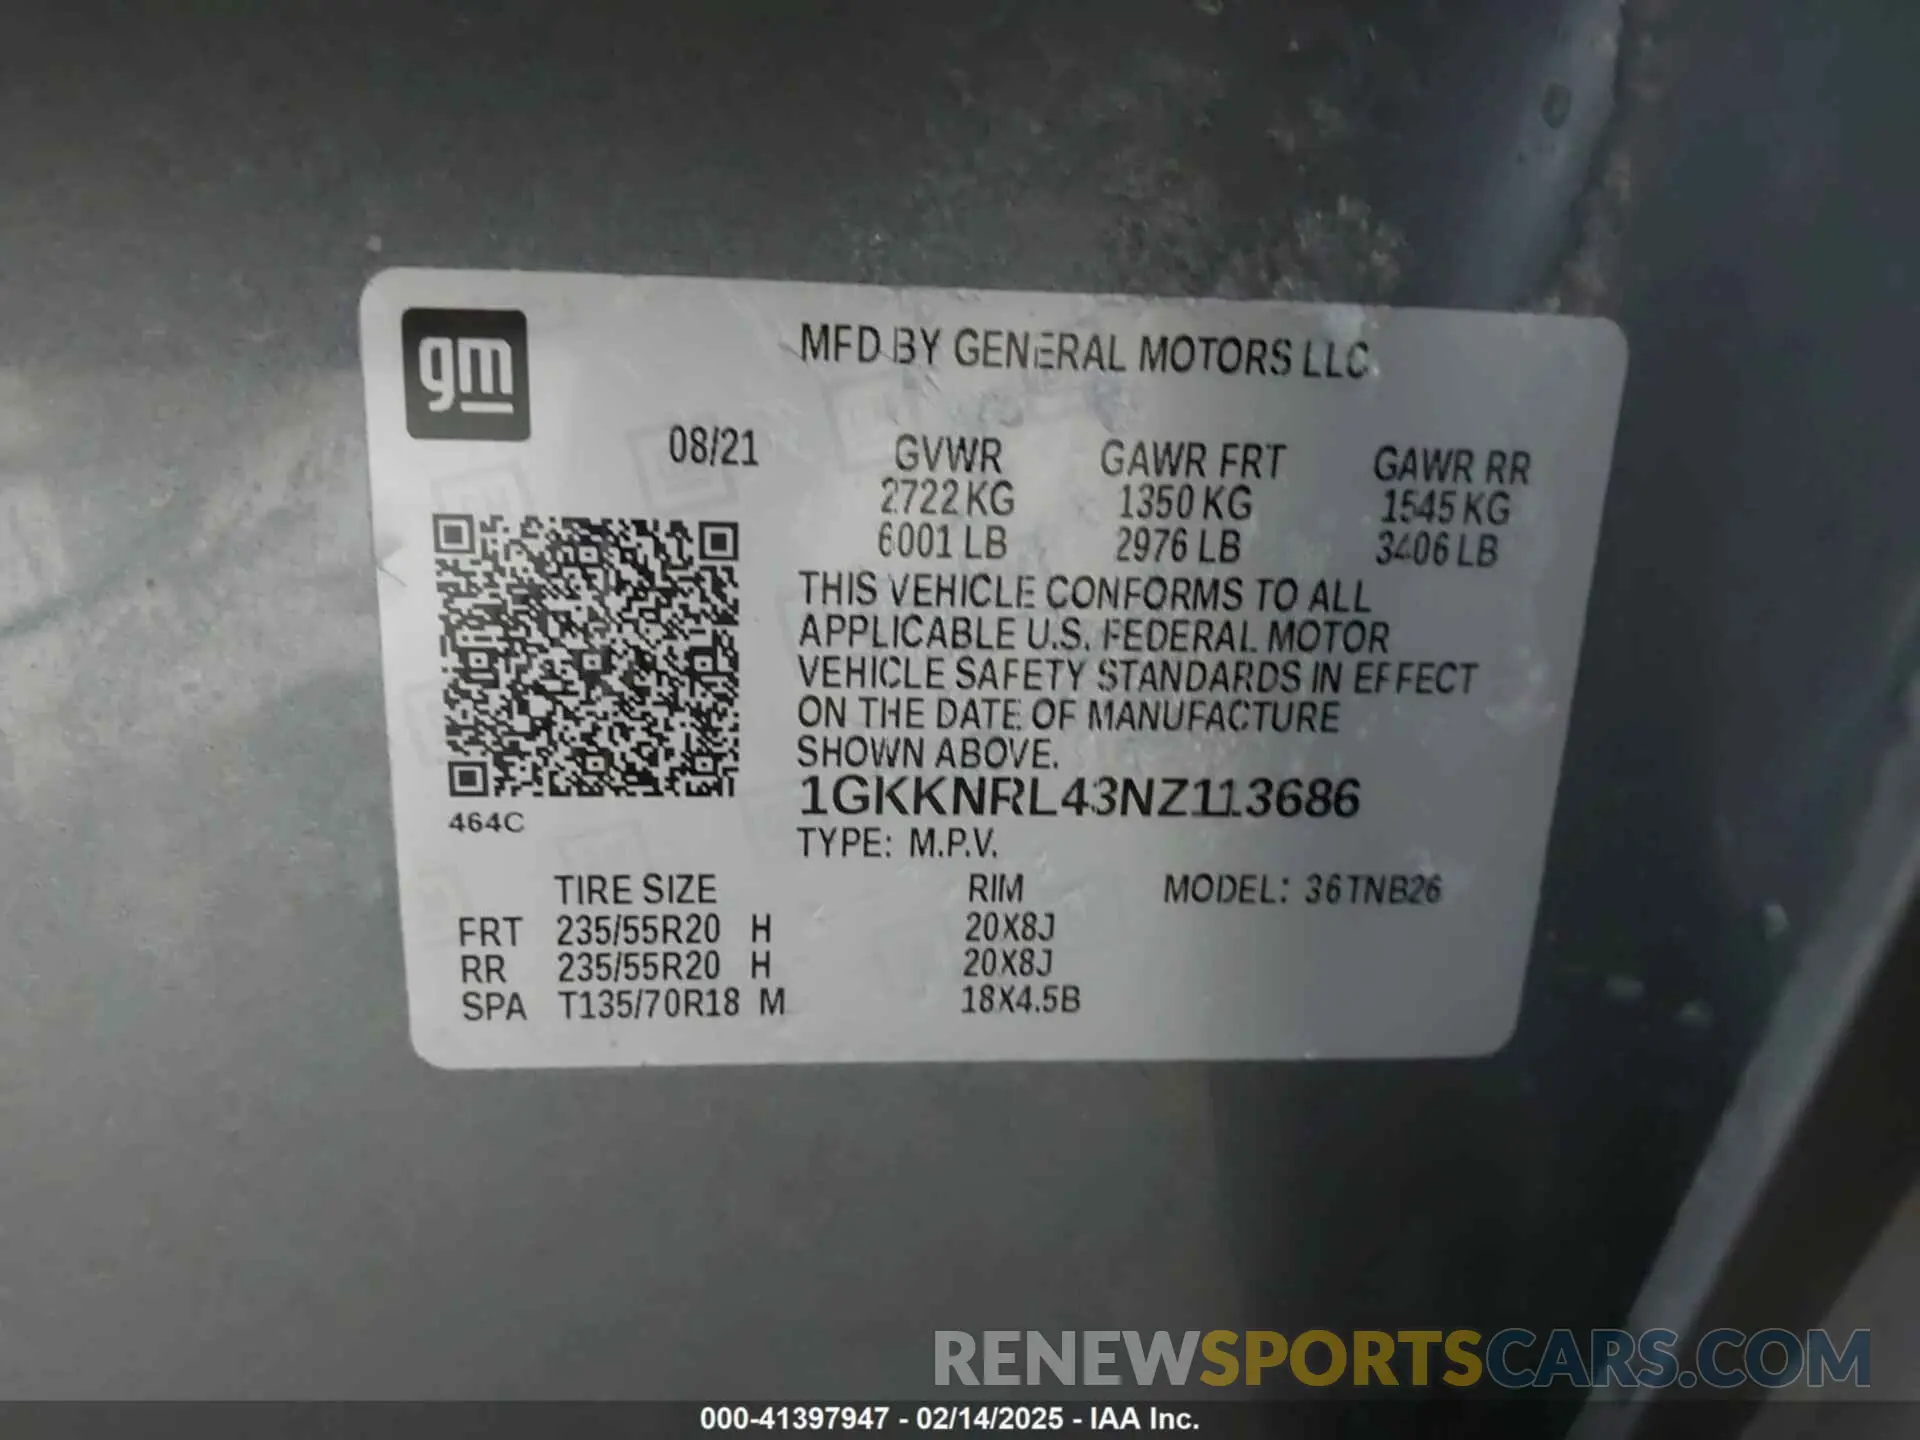 gm
MFD BY GENERAL MOTORS LLC
08/21
GVWR GAWR FRT GAWR RR
2722 KG 1350 KG 1545 KG
6001 LB 2976 LB 3406 LB
THIS VEHICLE CONFORMS TO ALL
APPLICABLE U.S. FEDERAL MOTOR
VEHICLE SAFETY STANDARDS IN EFFECT
ON THE DATE OF MANUFACTURE
SHOWN ABOVE.
1GKKNRL43NZ113686
464C
TYPE: M.P.V.
TIRE SIZE RIM MODEL: 36TNB26
FRT 235/55R20 H 20X8J
RR 235/55R20 H 20X8J
SPA T135/70R18 M 18X4.5B
RENEWSPORTSCARS.COM
000-41397947 - 02/14/2025 - IAA Inc.